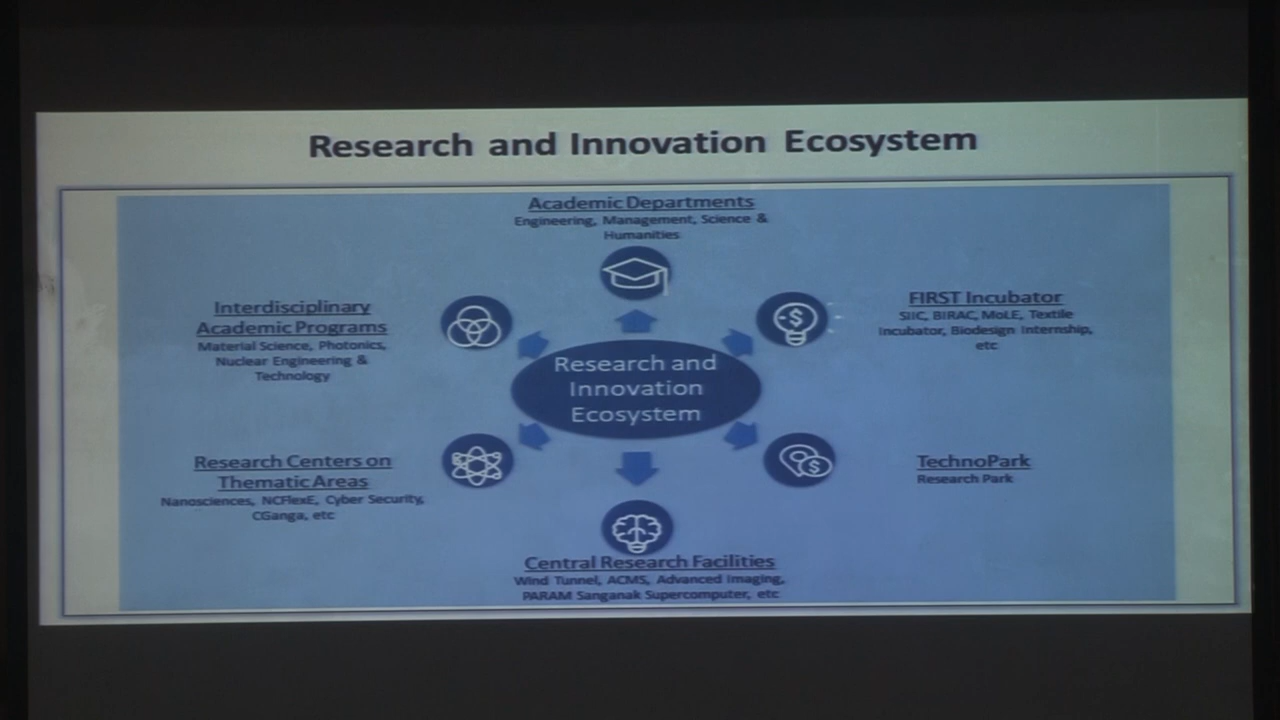 Research and Innovation Ecosystem
Academic Departments
Engineering, Management, Science &
Humanities
Interdisciplinary
Academic Programs
Material Science, Photonics,
Nuclear Engineering &
Technology
FIRST Incubator
SIIC, BIRAC, MoLE, Textile
Incubator, Biodesign Internship,
etc
Research and
Innovation
Ecosystem
Research Centers on
Thematic Areas
Nanosciences, NCFlexE, Cyber Security,
CGanga, etc
TechnoPark
Research Park
Central Research Facilities
Wind Tunnel, ACMS, Advanced Imaging,
PARAM Sanganak Supercomputer, etc